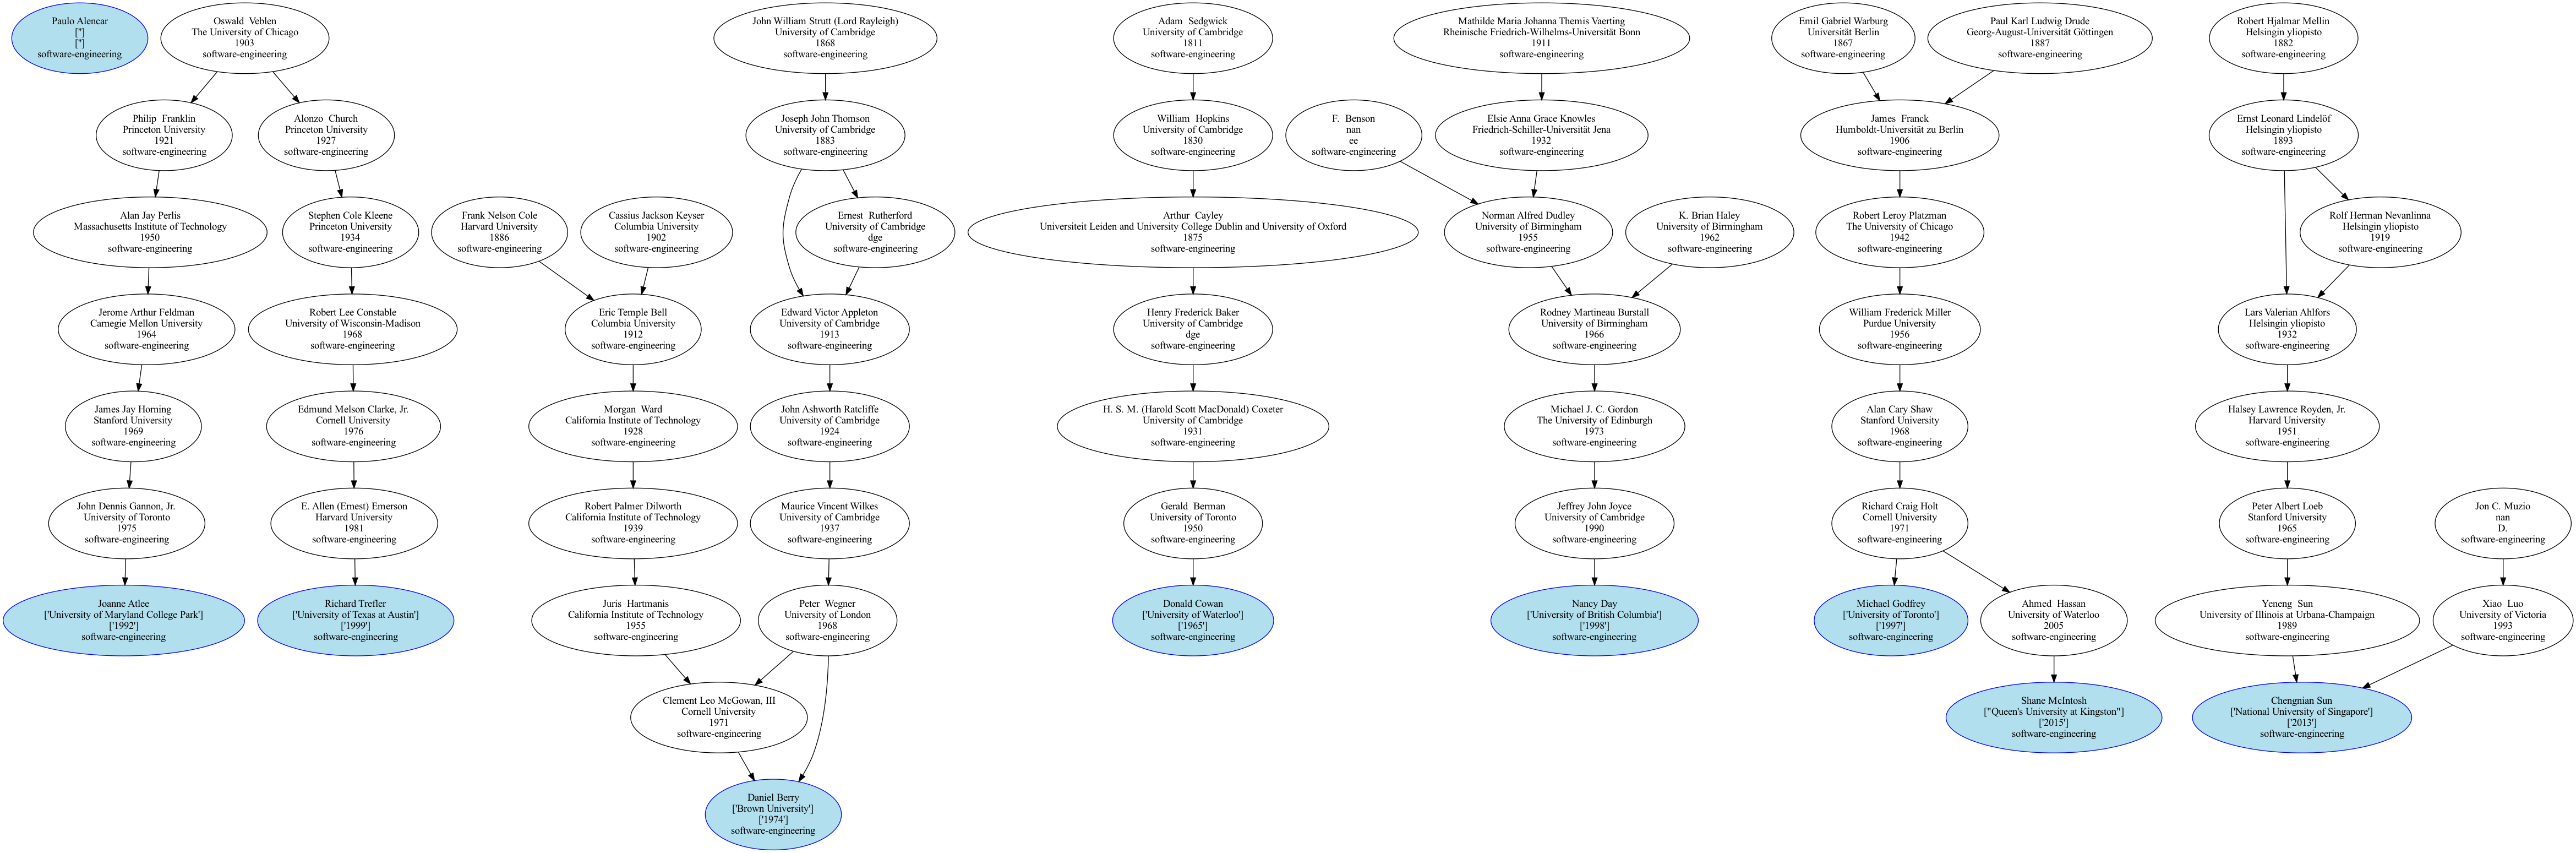 Paulo Alencar
['']
['']
software-engineering
Oswald  Veblen
The University of Chicago
1903
software-engineering
John William Strutt (Lord Rayleigh)
University of Cambridge
1868
software-engineering
Adam  Sedgwick
University of Cambridge
1811
software-engineering
Mathilde Maria Johanna Themis Vaerting
Rheinische Friedrich-Wilhelms-Universität Bonn
1911
software-engineering
Emil Gabriel Warburg
Universität Berlin
1867
software-engineering
Paul Karl Ludwig Drude
Georg-August-Universität Göttingen
1887
software-engineering
Robert Hjalmar Mellin
Helsingin yliopisto
1882
software-engineering
Philip  Franklin
Princeton University
1921
software-engineering
Alonzo  Church
Princeton University
1927
software-engineering
Joseph John Thomson
University of Cambridge
1883
software-engineering
William  Hopkins
University of Cambridge
1830
software-engineering
F.  Benson
nan
ee
software-engineering
Elsie Anna Grace Knowles
Friedrich-Schiller-Universität Jena
1932
software-engineering
James  Franck
Humboldt-Universität zu Berlin
1906
software-engineering
Ernst Leonard Lindelöf
Helsingin yliopisto
1893
software-engineering
Alan Jay Perlis
Massachusetts Institute of Technology
1950
software-engineering
Stephen Cole Kleene
Princeton University
1934
software-engineering
Frank Nelson Cole
Harvard University
1886
software-engineering
Cassius Jackson Keyser
Columbia University
1902
software-engineering
Ernest  Rutherford
University of Cambridge
dge
software-engineering
Arthur  Cayley
Universiteit Leiden and University College Dublin and University of Oxford
1875
software-engineering
Norman Alfred Dudley
University of Birmingham
1955
software-engineering
K. Brian Haley
University of Birmingham
1962
software-engineering
Robert Leroy Platzman
The University of Chicago
1942
software-engineering
Rolf Herman Nevanlinna
Helsingin yliopisto
1919
software-engineering
Jerome Arthur Feldman
Carnegie Mellon University
1964
software-engineering
Robert Lee Constable
University of Wisconsin-Madison
1968
software-engineering
Eric Temple Bell
Columbia University
1912
software-engineering
Edward Victor Appleton
University of Cambridge
1913
software-engineering
Henry Frederick Baker
University of Cambridge
dge
software-engineering
Rodney Martineau Burstall
University of Birmingham
1966
software-engineering
William Frederick Miller
Purdue University
1956
software-engineering
Lars Valerian Ahlfors
Helsingin yliopisto
1932
software-engineering
James Jay Horning
Stanford University
1969
software-engineering
Edmund Melson Clarke, Jr.
Cornell University
1976
software-engineering
Morgan  Ward
California Institute of Technology
1928
software-engineering
John Ashworth Ratcliffe
University of Cambridge
1924
software-engineering
H. S. M. (Harold Scott MacDonald) Coxeter
University of Cambridge
1931
software-engineering
Michael J. C. Gordon
The University of Edinburgh
1973
software-engineering
Alan Cary Shaw
Stanford University
1968
software-engineering
Halsey Lawrence Royden, Jr.
Harvard University
1951
software-engineering
John Dennis Gannon, Jr.
University of Toronto
1975
software-engineering
E. Allen (Ernest) Emerson
Harvard University
1981
software-engineering
Robert Palmer Dilworth
California Institute of Technology
1939
software-engineering
Maurice Vincent Wilkes
University of Cambridge
1937
software-engineering
Gerald  Berman
University of Toronto
1950
software-engineering
Jeffrey John Joyce
University of Cambridge
1990
software-engineering
Richard Craig Holt
Cornell University
1971
software-engineering
Peter Albert Loeb
Stanford University
1965
software-engineering
Jon C. Muzio
nan
D.
software-engineering
Joanne Atlee
['University of Maryland College Park']
['1992']
software-engineering
Richard Trefler
['University of Texas at Austin']
['1999']
software-engineering
Juris  Hartmanis
California Institute of Technology
1955
software-engineering
Peter  Wegner
University of London
1968
software-engineering
Donald Cowan
['University of Waterloo']
['1965']
software-engineering
Nancy Day
['University of British Columbia']
['1998']
software-engineering
Michael Godfrey
['University of Toronto']
['1997']
software-engineering
Ahmed  Hassan
University of Waterloo
2005
software-engineering
Yeneng  Sun
University of Illinois at Urbana-Champaign
1989
software-engineering
Xiao  Luo
University of Victoria
1993
software-engineering
Clement Leo McGowan, III
Cornell University
1971
software-engineering
Shane McIntosh
["Queen's University at Kingston"]
['2015']
software-engineering
Chengnian Sun
['National University of Singapore']
['2013']
software-engineering
Daniel Berry
['Brown University']
['1974']
software-engineering